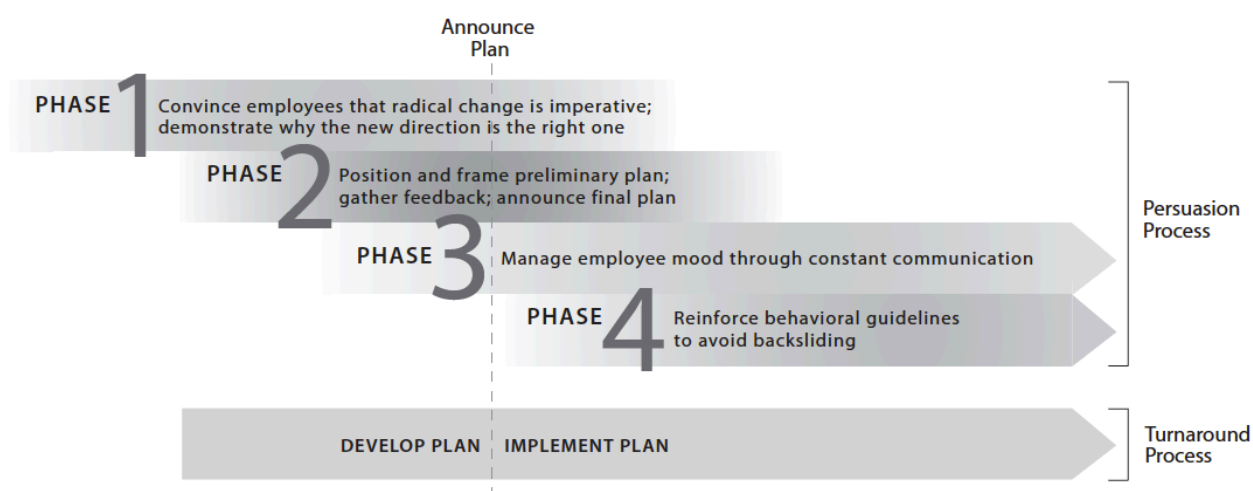 Announce
Plan
PHASE 1
Convince employees that radical change is imperative;
demonstrate why the new direction is the right one
PHASE 2
Position and frame preliminary plan;
gather feedback; announce final plan
PHASE 3
Manage employee mood through constant communication
PHASE 4
Reinforce behavioral guidelines
to avoid backsliding
Persuasion
Process
DEVELOP PLAN
IMPLEMENT PLAN
Turnaround
Process